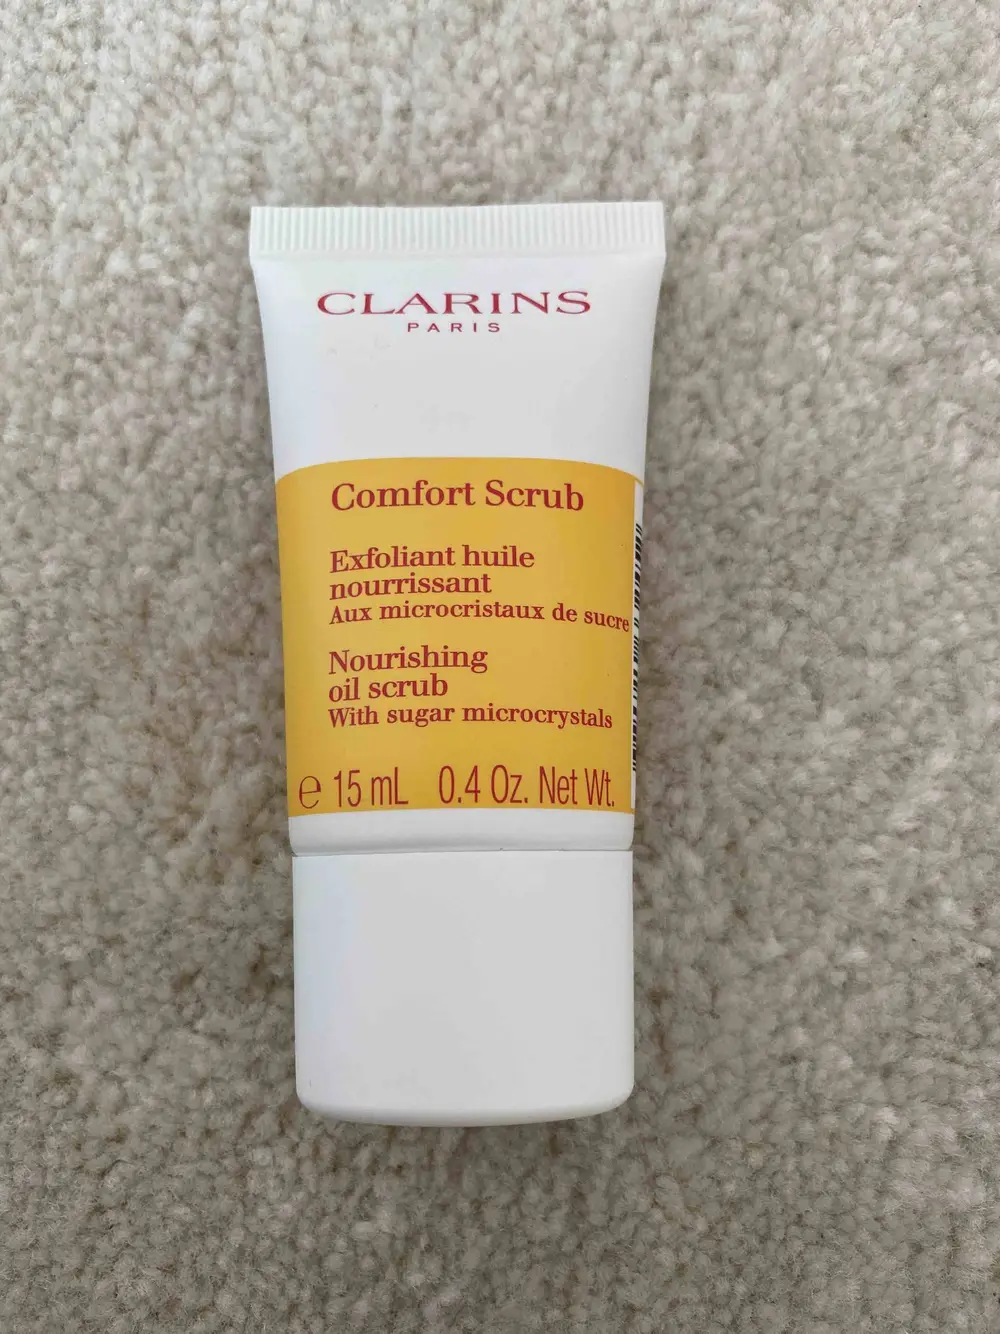 CLARINS
PARIS
Comfort Scrub
Exfoliant huile
nourrissant
Aux microcristaux de sucre
Nourishing
oil scrub
With sugar microcrystals
℮ 15 mL 0.4 Oz. Net Wt.